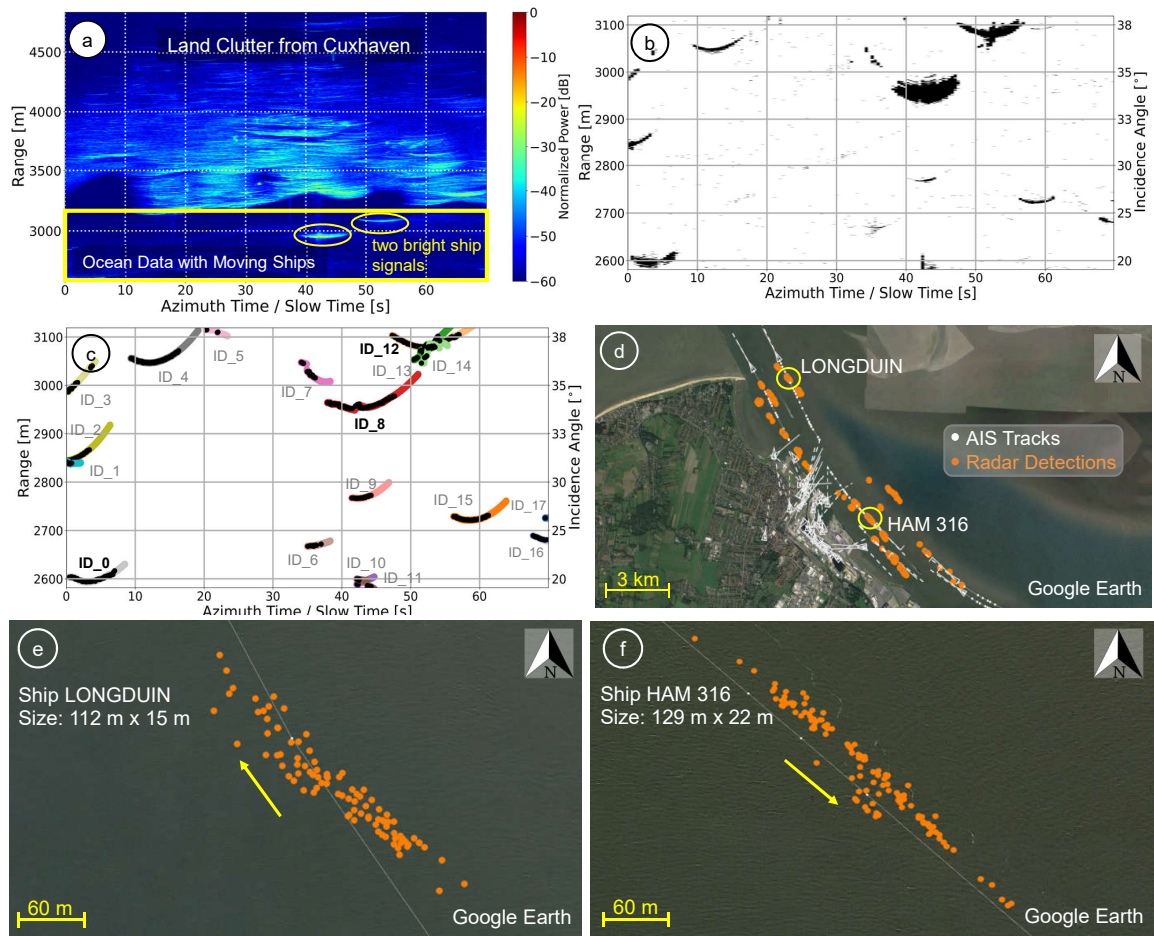 a
Land Clutter from Cuxhaven
4500
4000
3500
3000
Range [m]
two bright ship
signals
Ocean Data with Moving Ships
0 10 20 30 40 50 60
Azimuth Time / Slow Time [s]
0
−10
−20
−30
−40
−50
−60
Normalized Power [dB]
b
3100
3000
2900
2800
2700
2600
Range [m]
38
35
33
30
25
20
Incidence Angle [°]
0 10 20 30 40 50 60
Azimuth Time / Slow Time [s]
c
3100
3000
2900
2800
2700
2600
Range [m]
ID_12
ID_5
ID_4
ID_13
ID_14
ID_3
ID_7
ID_8
ID_2
ID_1
ID_9
ID_15
ID_17
ID_6
ID_16
ID_0
ID_10
ID_11
38
35
33
30
25
20
Incidence Angle [°]
0 10 20 30 40 50 60
Azimuth Time / Slow Time [s]
d
N
LONGDUIN
AIS Tracks
Radar Detections
HAM 316
3 km
Google Earth
e
N
Ship LONGDUIN
Size: 112 m x 15 m
60 m
Google Earth
f
N
Ship HAM 316
Size: 129 m x 22 m
60 m
Google Earth